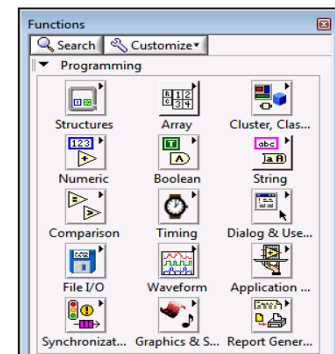 Functions
Search Customize
Programming
Structures Array Cluster, Clas...
Numeric Boolean String
Comparison Timing Dialog & Use...
File I/O Waveform Application ...
Synchronizat... Graphics & S... Report Gener...